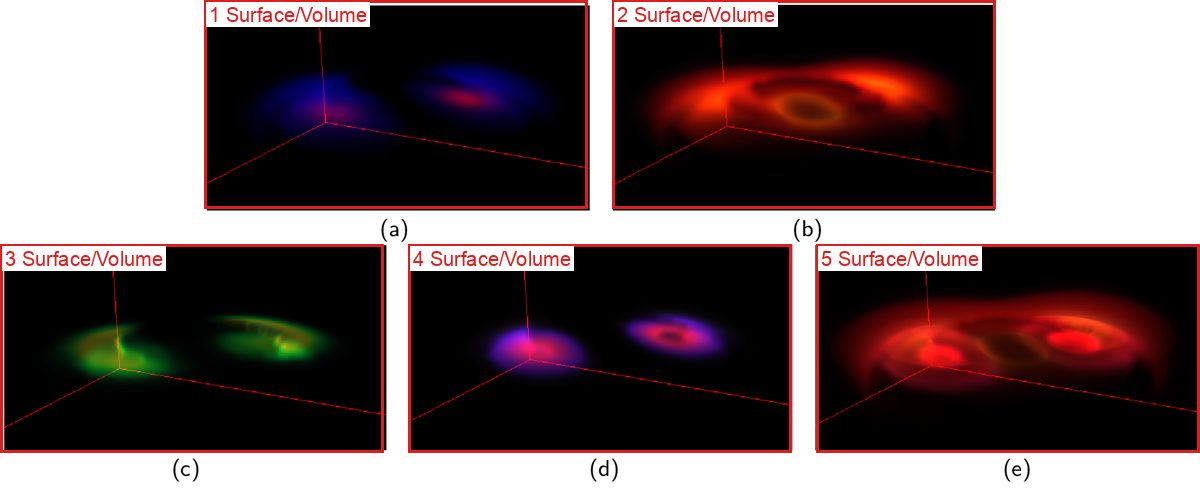 1 Surface/Volume
2 Surface/Volume
(a)
(b)
3 Surface/Volume
4 Surface/Volume
5 Surface/Volume
(c)
(d)
(e)